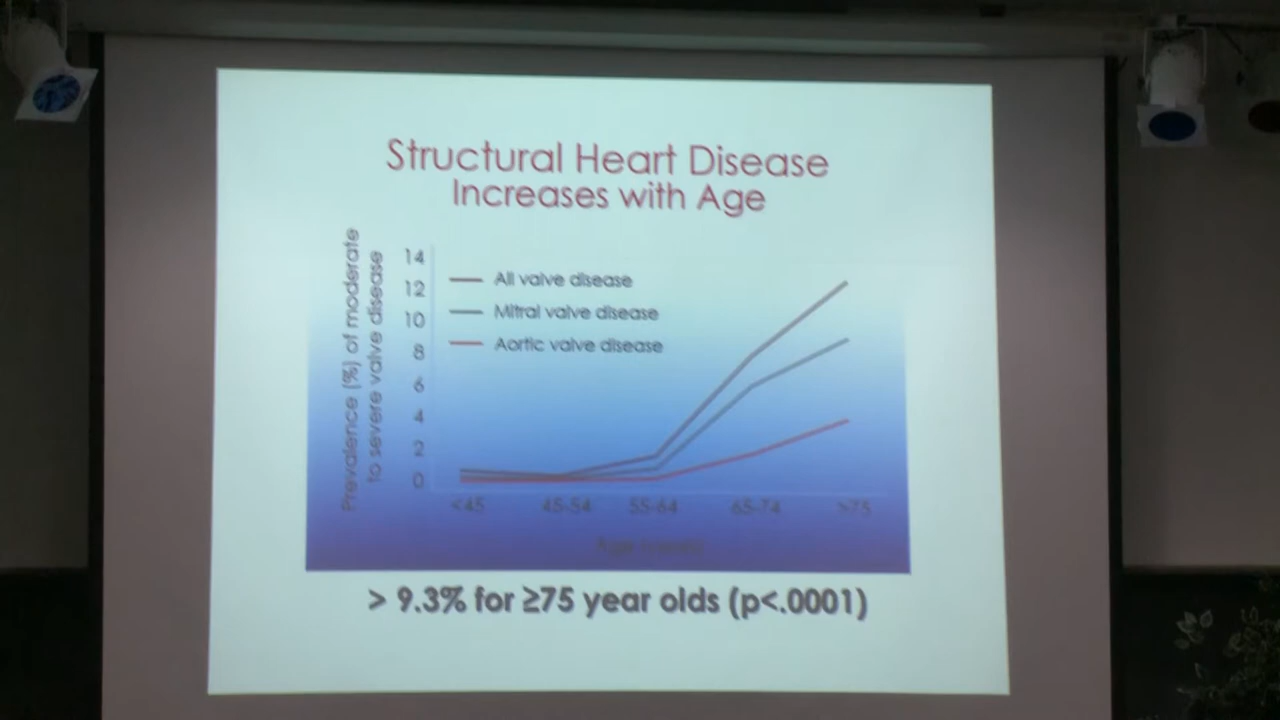 Structural Heart Disease
Increases with Age
Prevalence (%) of moderate
to severe valve disease
14
12
10
8
6
4
2
0
All valve disease
Mitral valve disease
Aortic valve disease
<45
45-54
55-64
65-74
>75
Age (years)
> 9.3% for ≥75 year olds (p<.0001)